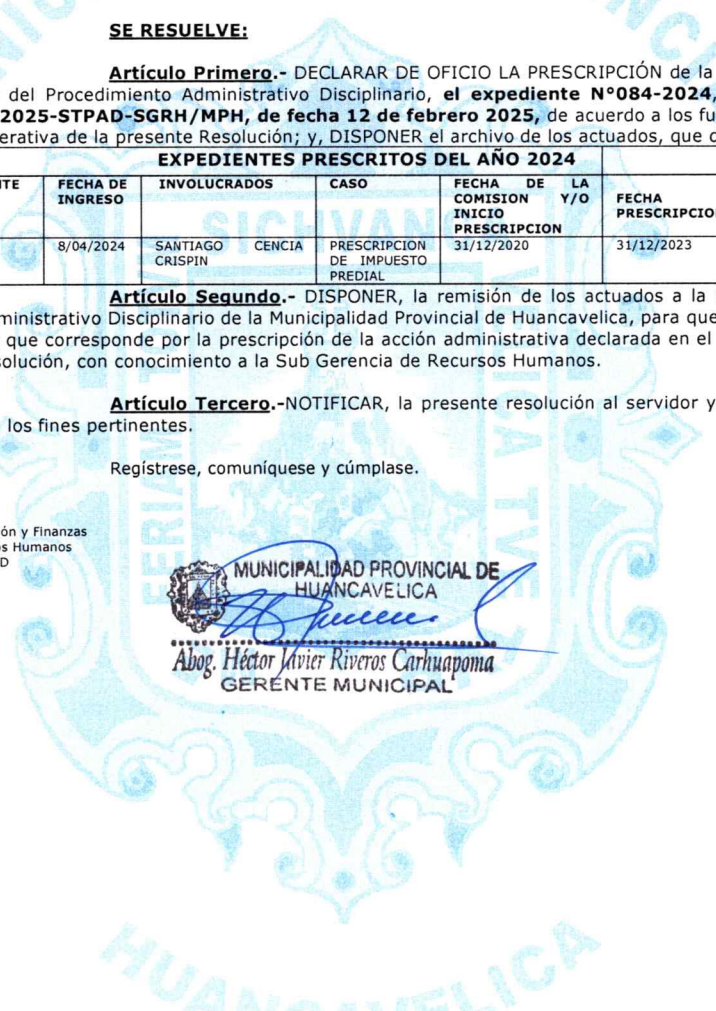 SE RESUELVE:
Artículo Primero.- DECLARAR DE OFICIO LA PRESCRIPCIÓN de la
del Procedimiento Administrativo Disciplinario, el expediente N°084-2024,
2025-STPAD-SGRH/MPH, de fecha 12 de febrero 2025, de acuerdo a los fu
erativa de la presente Resolución; y, DISPONER el archivo de los actuados, que
EXPEDIENTES PRESCRITOS DEL AÑO 2024
NTE FECHA DE INVOLUCRADOS CASO FECHA DE LA
INGRESO COMISION Y/O FECHA
INICIO PRESCRIPCIO
PRESCRIPCION
8/04/2024 SANTIAGO CENCIA PRESCRIPCION 31/12/2020 31/12/2023
CRISPIN DE IMPUESTO
PREDIAL
Artículo Segundo.- DISPONER, la remisión de los actuados a la
ministrativo Disciplinario de la Municipalidad Provincial de Huancavelica, para que
que corresponde por la prescripción de la acción administrativa declarada en el
solución, con conocimiento a la Sub Gerencia de Recursos Humanos.
Artículo Tercero.-NOTIFICAR, la presente resolución al servidor y
los fines pertinentes.
Regístrese, comuníquese y cúmplase.
ón y Finanzas
os Humanos
D
MUNICIPALIDAD PROVINCIAL DE
HUANCAVELICA
Abog. Héctor Javier Riveros Carhuapoma
GERENTE MUNICIPAL
HUANCAVELICA